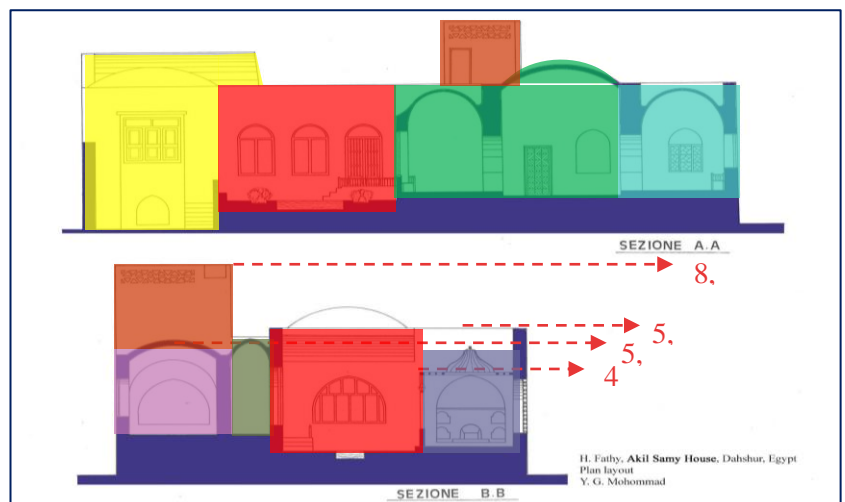 SEZIONE A.A
8,
5,
5,
4
H. Fathy, Akil Samy House, Dahshur, Egypt
Plan layout
Y. G. Mohommad
SEZIONE B.B